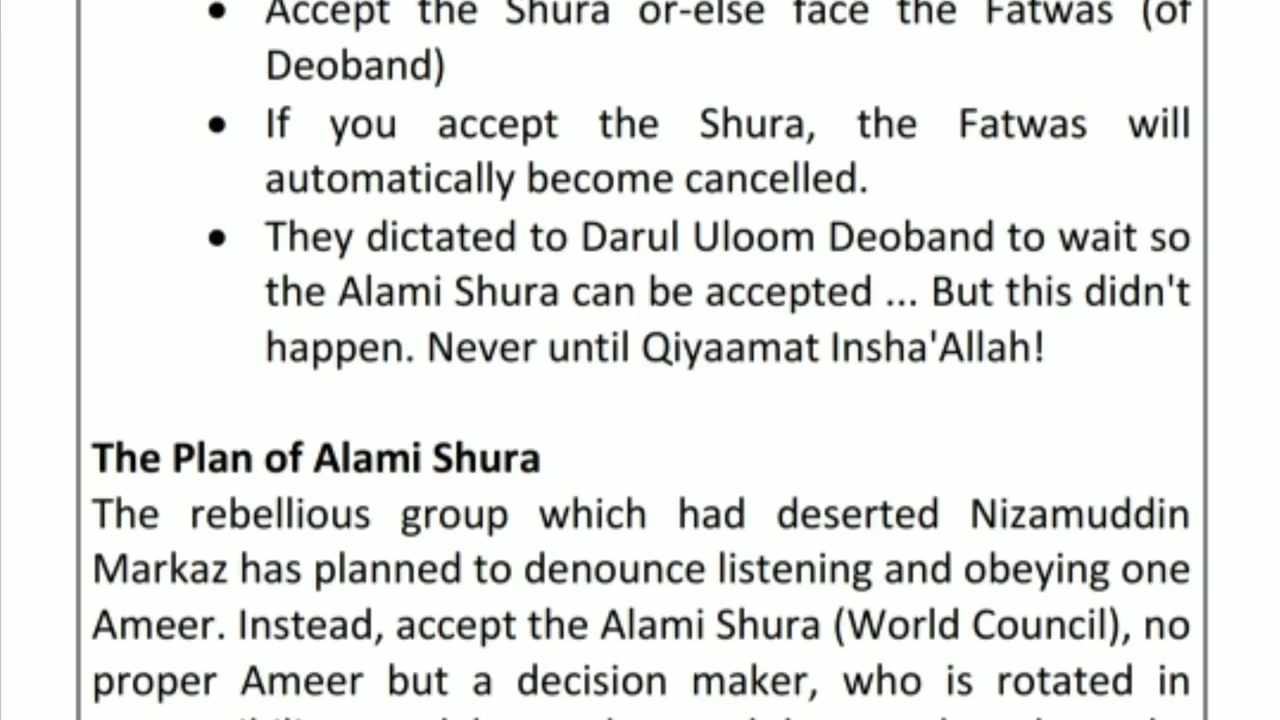 • Accept the Shura or-else face the Fatwas (of
Deoband)
• If you accept the Shura, the Fatwas will
automatically become cancelled.
• They dictated to Darul Uloom Deoband to wait so
the Alami Shura can be accepted ... But this didn't
happen. Never until Qiyaamat Insha'Allah!
The Plan of Alami Shura
The rebellious group which had deserted Nizamuddin
Markaz has planned to denounce listening and obeying one
Ameer. Instead, accept the Alami Shura (World Council), no
proper Ameer but a decision maker, who is rotated in